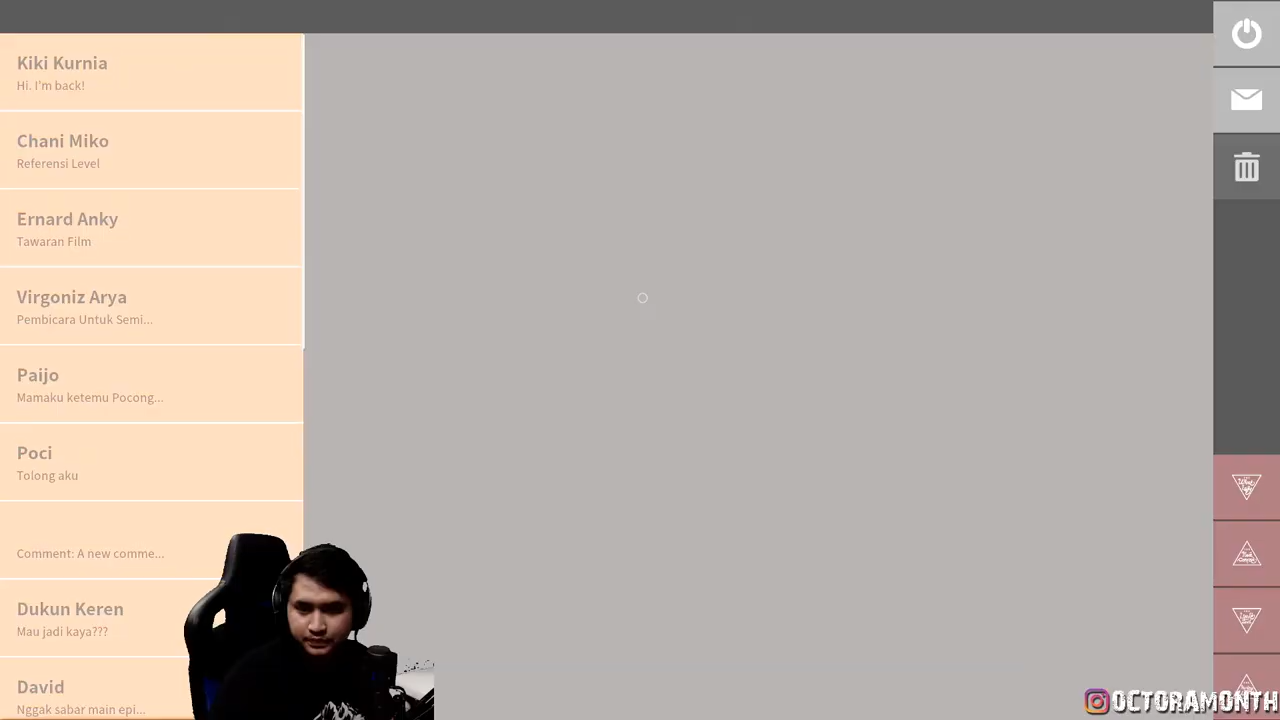 Kiki Kurnia
Hi. I'm back!
Chani Miko
Referensi Level
Ernard Anky
Tawaran Film
Virgoniz Arya
Pembicara Untuk Semi...
Paijo
Mamaku ketemu Pocong...
Poci
Tolong aku
Comment: A new comme...
Dukun Keren
Mau jadi kaya???
David
Nggak sabar main epi...
OCTORAMONTH